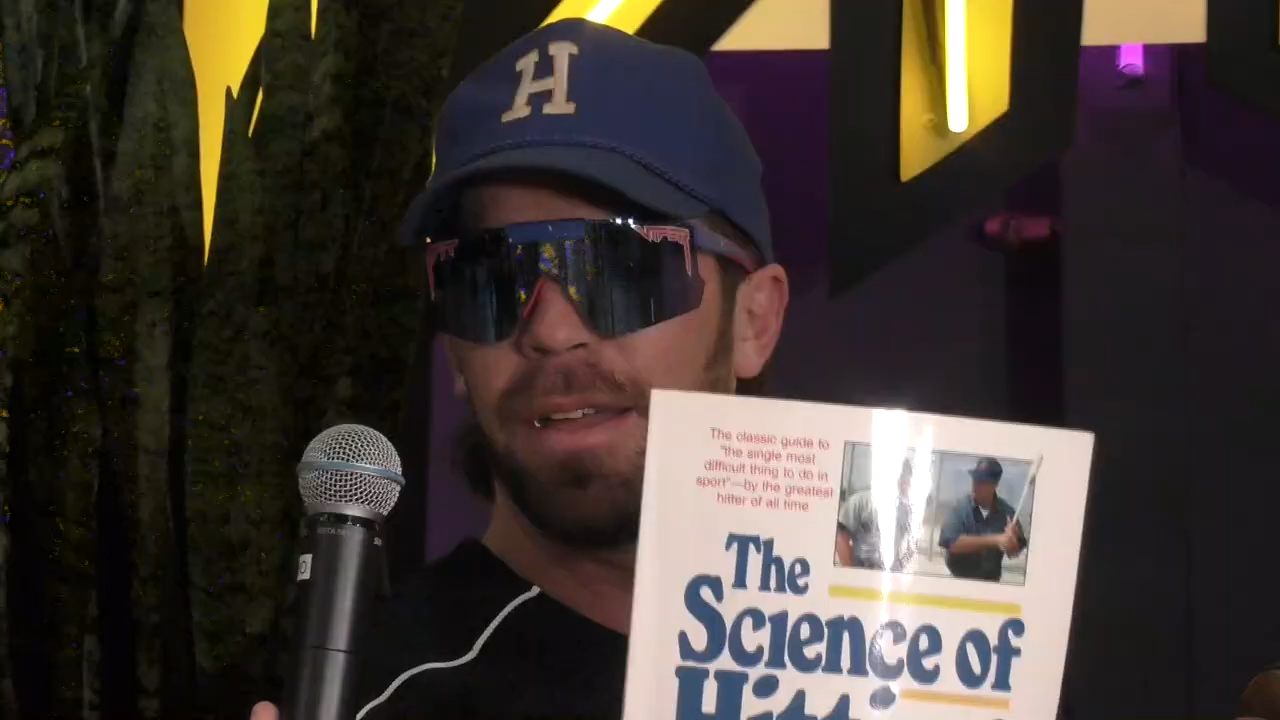 H
The classic guide to
"the single most
difficult thing to do in
sport"—by the greatest
hitter of all time
The
Science of